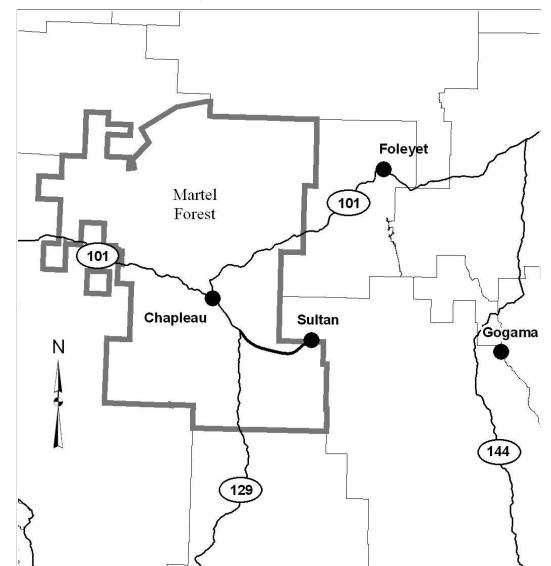 Foleyet
Martel
Forest
101
101
Chapleau
Sultan
Gogama
N
144
129